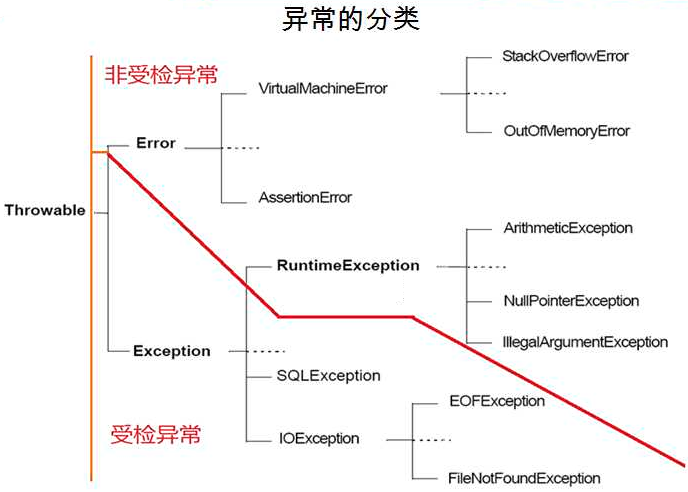 异常的分类
非受检异常
StackOverflowError
VirtualMachineError
OutOfMemoryError
Error
AssertionError
Throwable
ArithmeticException
RuntimeException
NullPointerException
IllegalArgumentException
Exception
SQLException
EOFException
受检异常
IOException
FileNotFoundException